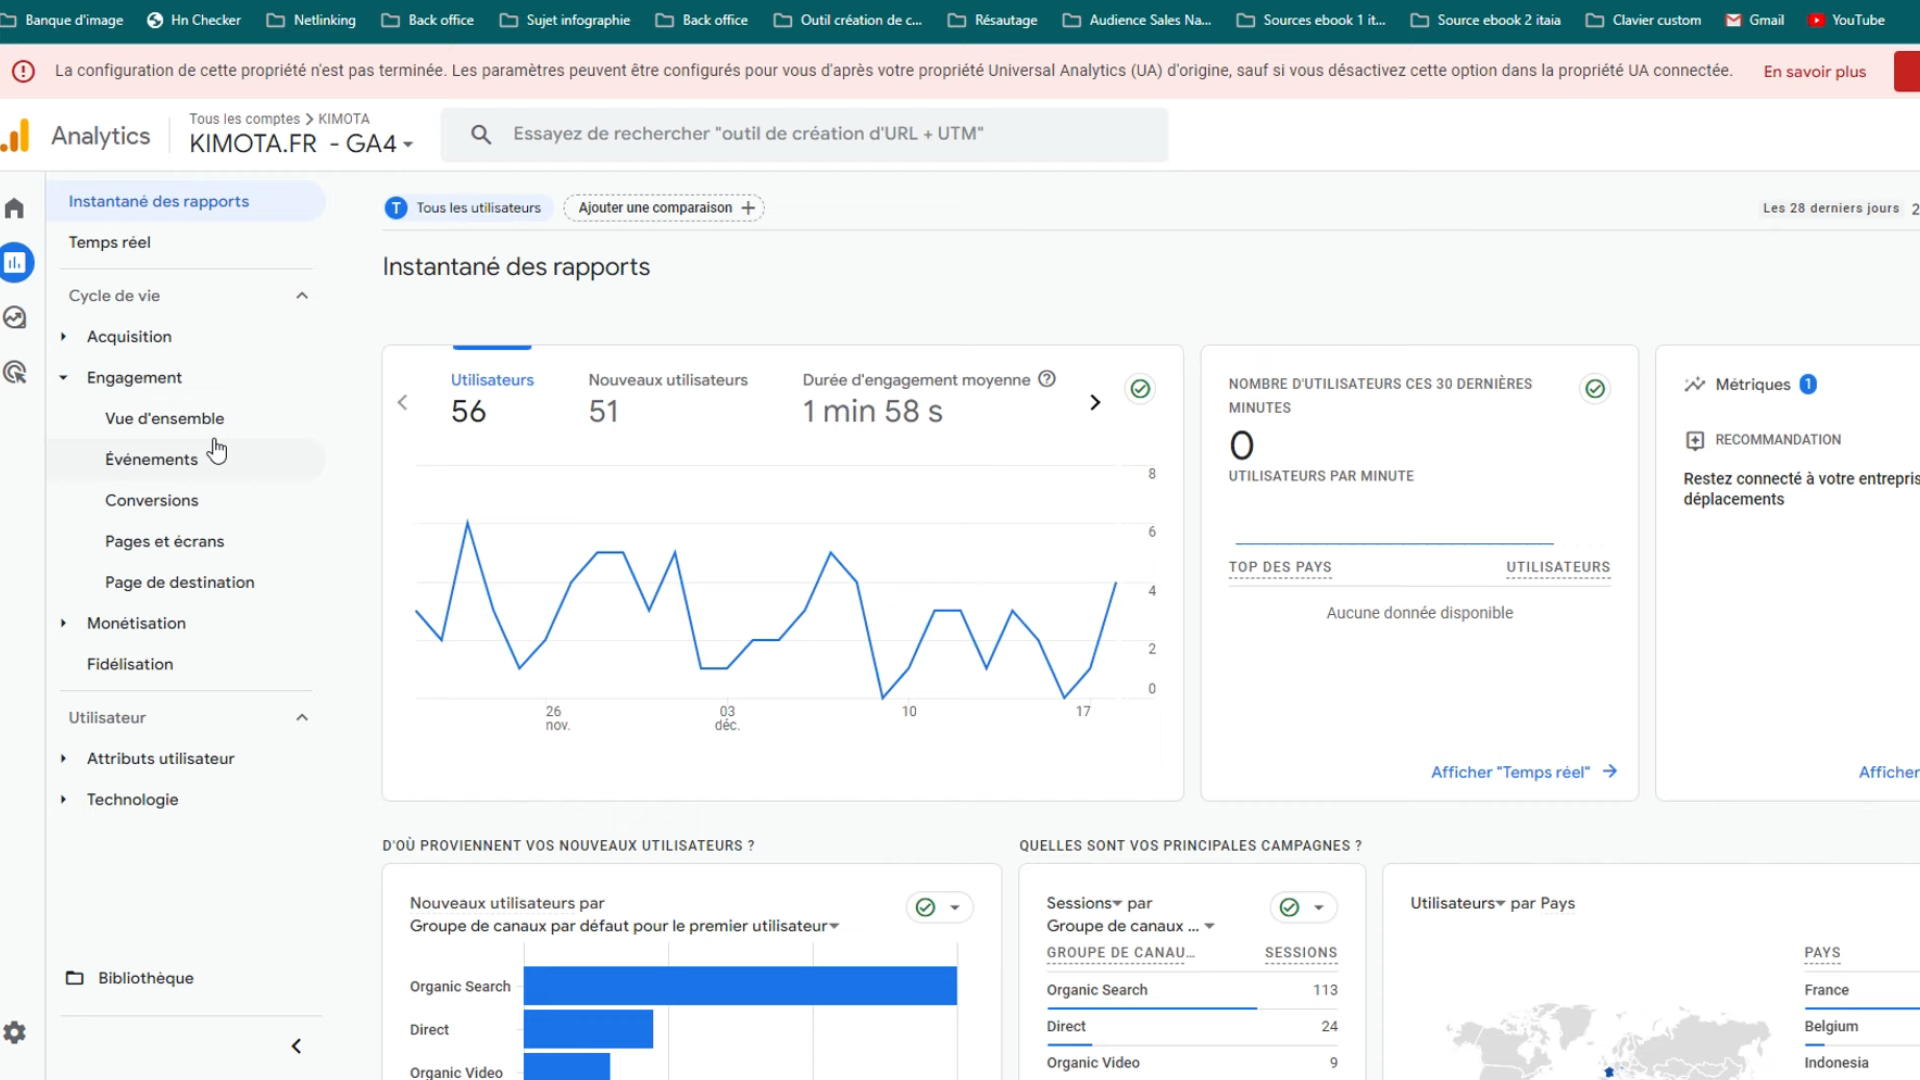 Banque d'image
Hn Checker
Netlinking
Back office
Sujet infographie
Back office
Outil création de c...
Résautage
Audience Sales Na...
Sources ebook 1 it...
Source ebook 2 itaia
Clavier custom
Gmail
YouTube
La configuration de cette propriété n'est pas terminée. Les paramètres peuvent être configurés pour vous d'après votre propriété Universal Analytics (UA) d'origine, sauf si vous désactivez cette option dans la propriété UA connectée.
En savoir plus
Analytics
Tous les comptes > KIMOTA
KIMOTA.FR - GA4
Essayez de rechercher "outil de création d'URL + UTM"
Instantané des rapports
Temps réel
Cycle de vie
Acquisition
Engagement
Vue d'ensemble
Événements
Conversions
Pages et écrans
Page de destination
Monétisation
Fidélisation
Utilisateur
Attributs utilisateur
Technologie
Bibliothèque
T Tous les utilisateurs
Ajouter une comparaison +
Les 28 derniers jours 2
Instantané des rapports
Utilisateurs
56
Nouveaux utilisateurs
51
Durée d'engagement moyenne
1 min 58 s
8
6
4
2
0
26
nov.
03
déc.
10
17
NOMBRE D'UTILISATEURS CES 30 DERNIÈRES
MINUTES
0
UTILISATEURS PAR MINUTE
TOP DES PAYS
UTILISATEURS
Aucune donnée disponible
Afficher "Temps réel"
Métriques 1
RECOMMANDATION
Restez connecté à votre entrepris
déplacements
Afficher
D'OÙ PROVIENNENT VOS NOUVEAUX UTILISATEURS ?
Nouveaux utilisateurs par
Groupe de canaux par défaut pour le premier utilisateur
Organic Search
Direct
Organic Video
QUELLES SONT VOS PRINCIPALES CAMPAGNES ?
Sessions par
Groupe de canaux ...
GROUPE DE CANAU...
SESSIONS
Organic Search 113
Direct 24
Organic Video 9
Utilisateurs par Pays
PAYS
France
Belgium
Indonesia